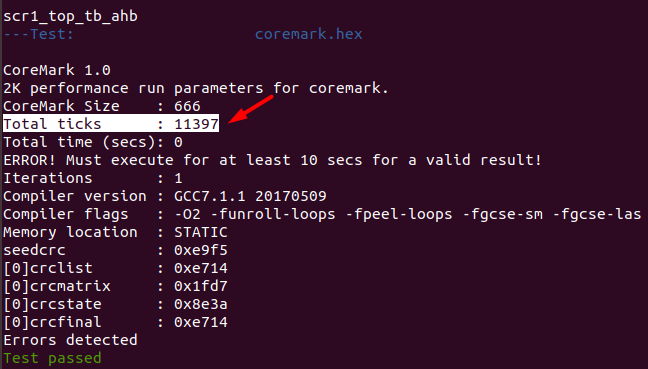 scr1_top_tb_ahb
---Test: coremark.hex
CoreMark 1.0
2K performance run parameters for coremark.
CoreMark Size : 666
Total ticks : 11397
Total time (secs): 0
ERROR! Must execute for at least 10 secs for a valid result!
Iterations : 1
Compiler version : GCC7.1.1 20170509
Compiler flags : -O2 -funroll-loops -fpeel-loops -fgcse-sm -fgcse-las
Memory location : STATIC
seedcrc : 0xe9f5
[0]crclist : 0xe714
[0]crcmatrix : 0x1fd7
[0]crcstate : 0x8e3a
[0]crcfinal : 0xe714
Errors detected
Test passed